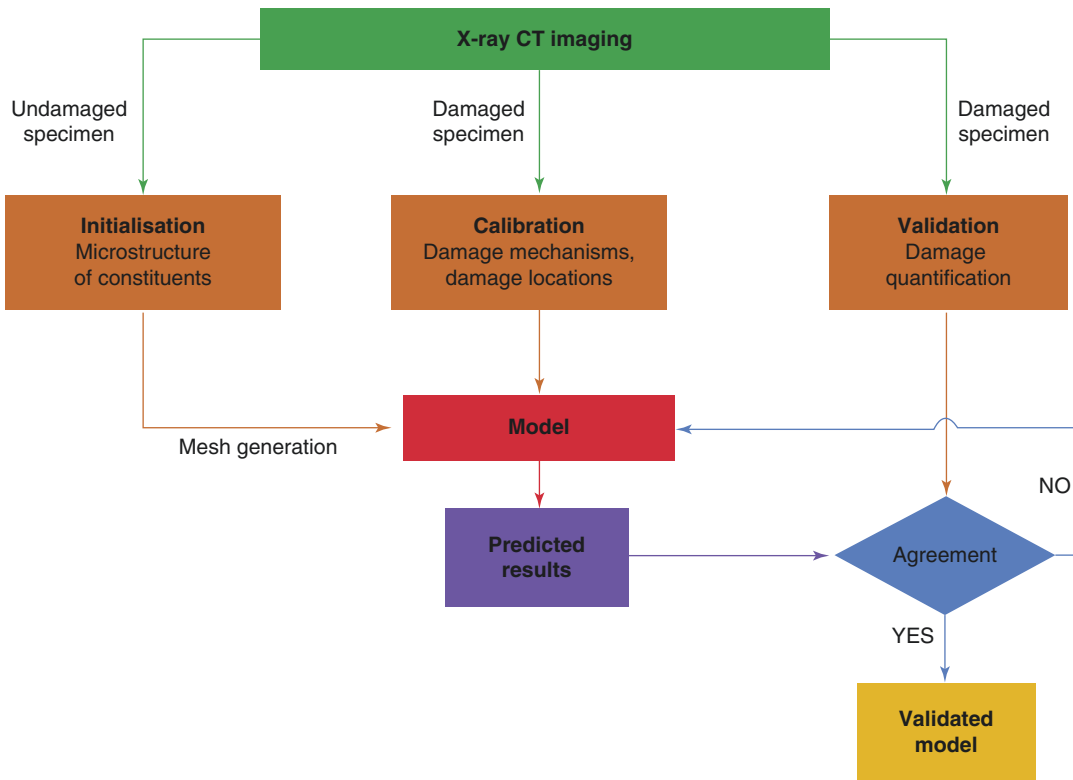 X-ray CT imaging
Undamaged
specimen
Damaged
specimen
Damaged
specimen
Initialisation
Microstructure
of constituents
Calibration
Damage mechanisms,
damage locations
Validation
Damage
quantification
Mesh generation
Model
NO
Predicted
results
Agreement
YES
Validated
model